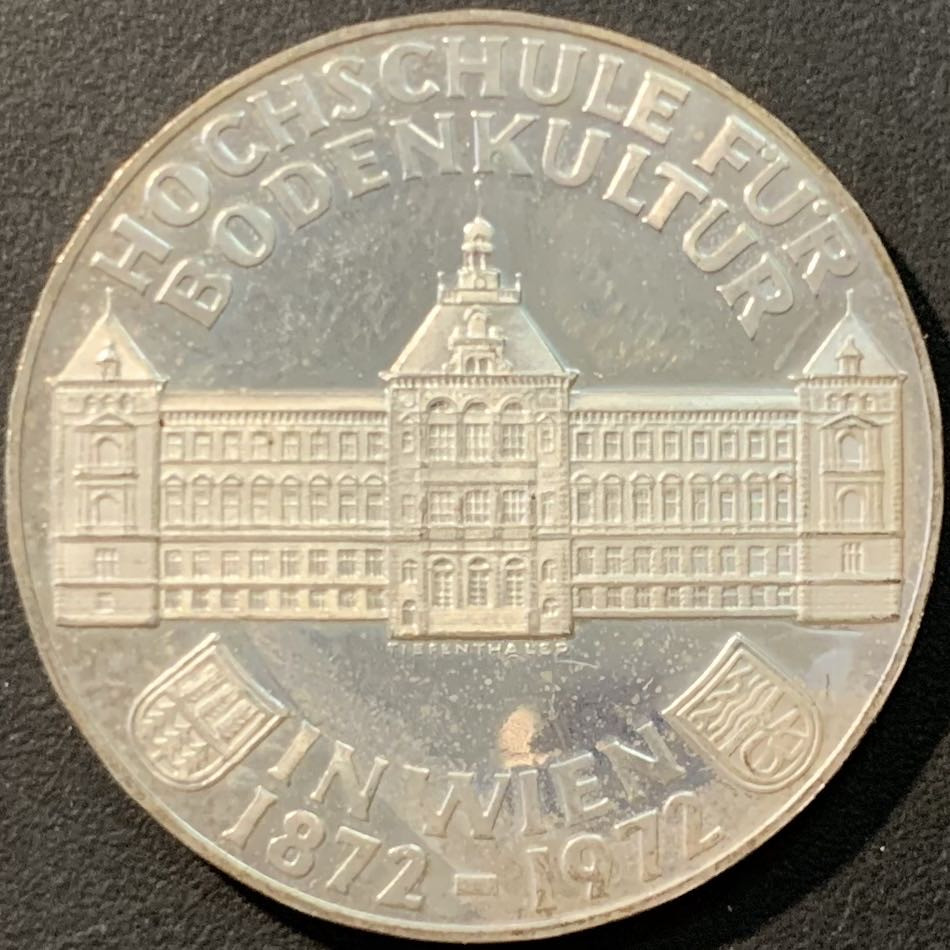 HOCHSCHULE FÜR
BODENKULTUR
TIEFENTHALER
IN WIEN
1872 - 1972